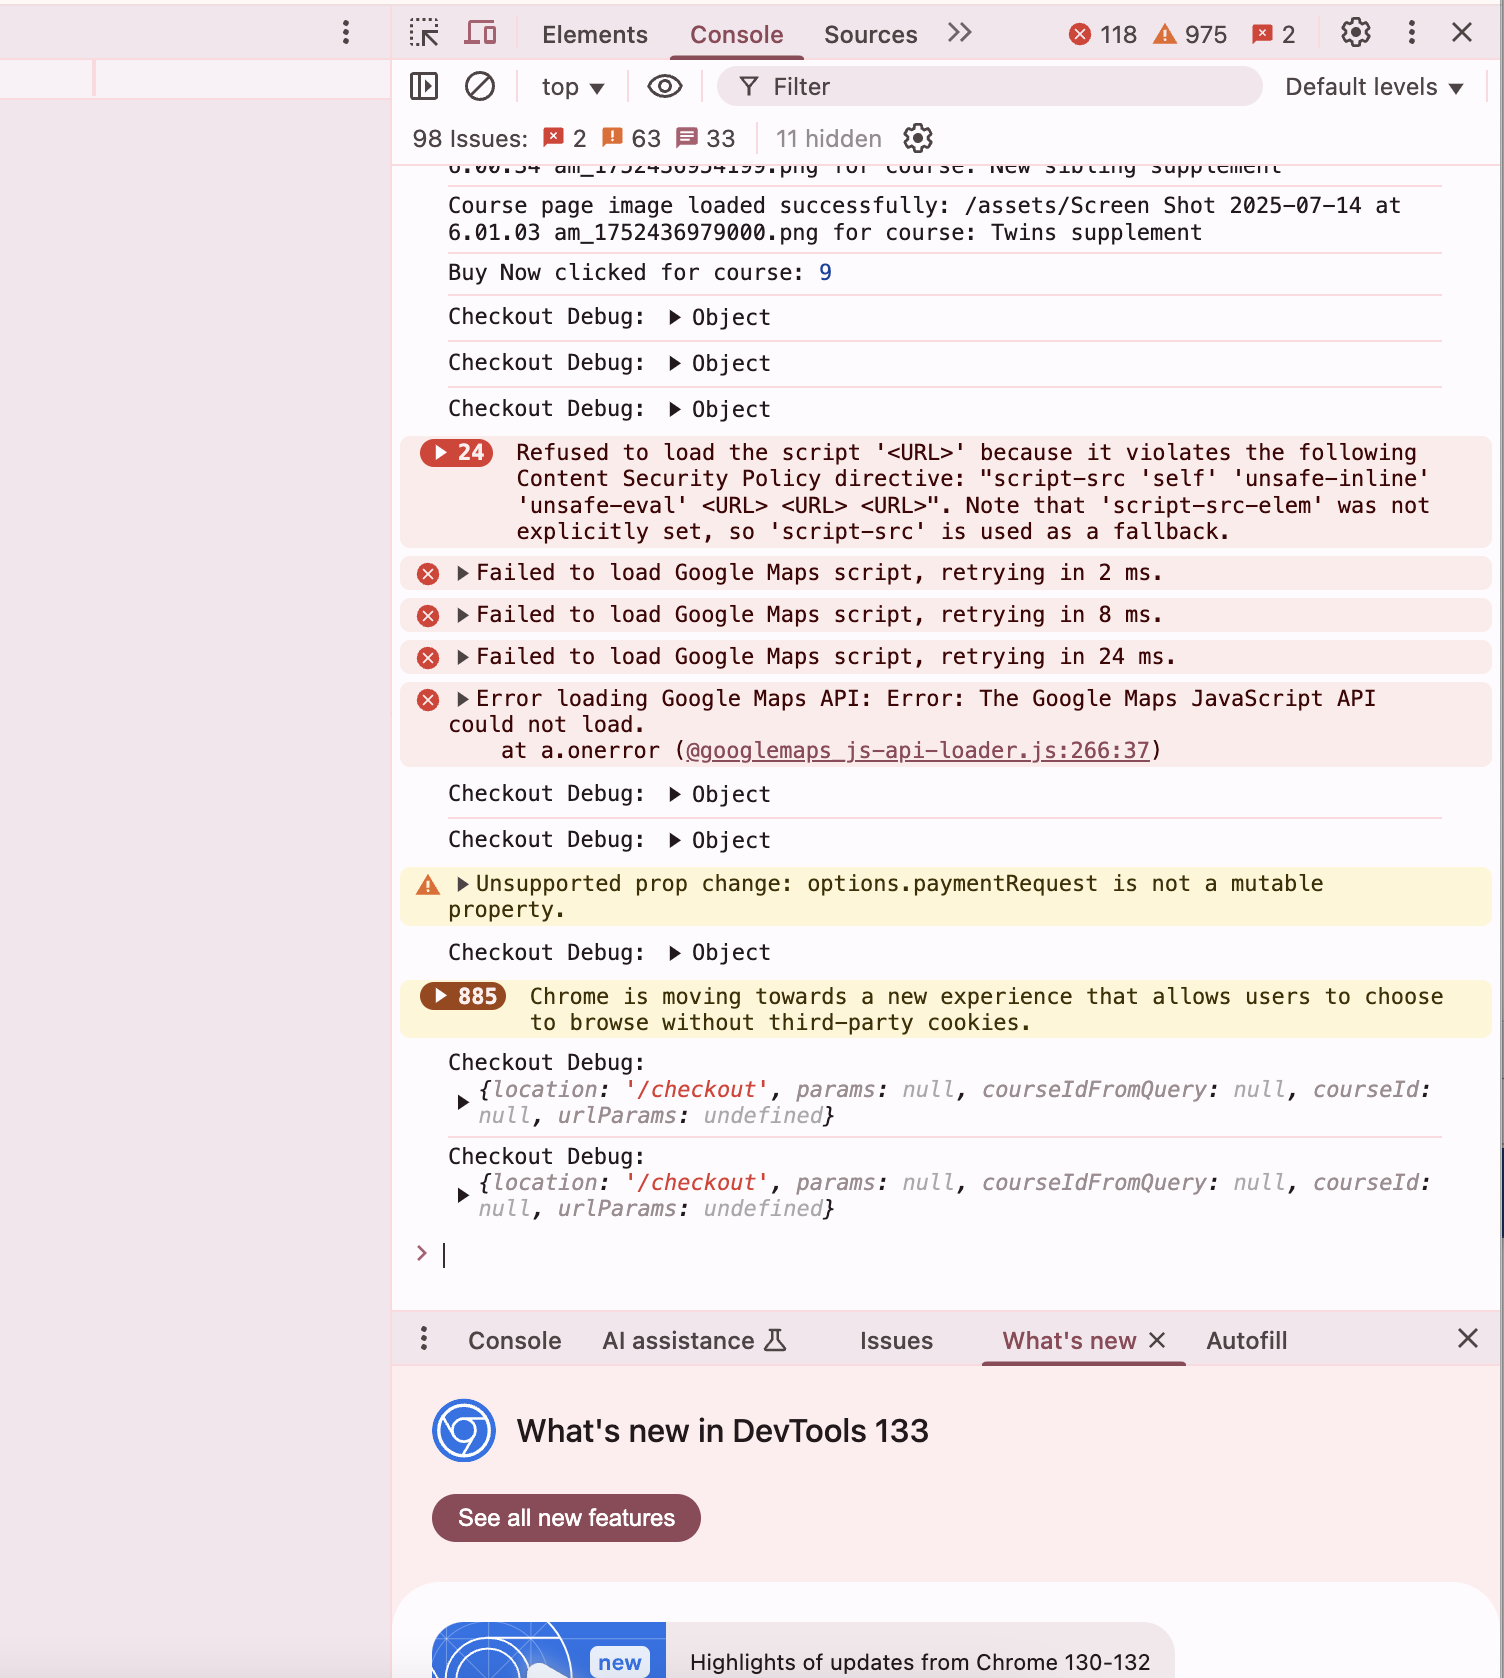 Elements Console Sources 118 975 2
top Filter Default levels
98 Issues: 2 63 33 11 hidden
6.00.54 am_1752436954199.png for course: New sibling supplement
Course page image loaded successfully: /assets/Screen Shot 2025-07-14 at
6.01.03 am_1752436979000.png for course: Twins supplement
Buy Now clicked for course: 9
Checkout Debug: Object
Checkout Debug: Object
Checkout Debug: Object
24 Refused to load the script '<URL>' because it violates the following
Content Security Policy directive: "script-src 'self' 'unsafe-inline'
'unsafe-eval' <URL> <URL> <URL>". Note that 'script-src-elem' was not
explicitly set, so 'script-src' is used as a fallback.
Failed to load Google Maps script, retrying in 2 ms.
Failed to load Google Maps script, retrying in 8 ms.
Failed to load Google Maps script, retrying in 24 ms.
Error loading Google Maps API: Error: The Google Maps JavaScript API
could not load.
at a.onerror (@googlemaps_js-api-loader.js:266:37)
Checkout Debug: Object
Checkout Debug: Object
Unsupported prop change: options.paymentRequest is not a mutable
property.
Checkout Debug: Object
885 Chrome is moving towards a new experience that allows users to choose
to browse without third-party cookies.
Checkout Debug:
{location: '/checkout', params: null, courseIdFromQuery: null, courseId:
null, urlParams: undefined}
Checkout Debug:
{location: '/checkout', params: null, courseIdFromQuery: null, courseId:
null, urlParams: undefined}
Console AI assistance Issues What's new Autofill
What's new in DevTools 133
See all new features
new
Highlights of updates from Chrome 130-132